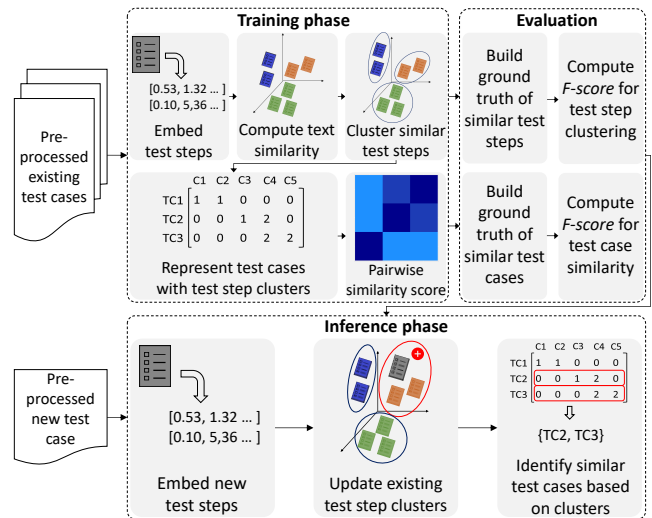 Training phase
Evaluation
Pre-
processed
existing
test cases
[0.53, 1.32 ... ]
[0.10, 5,36 ... ]
Embed
test steps
Compute text
similarity
Cluster similar
test steps
C1 C2 C3 C4 C5
TC1 1 1 0 0 0
TC2 0 0 1 2 0
TC3 0 0 0 2 2
Represent test cases
with test step clusters
Pairwise
similarity score
Build
ground
truth of
similar test
steps
Compute
F-score for
test step
clustering
Build
ground
truth of
similar test
cases
Compute
F-score for
test case
similarity
Inference phase
Pre-
processed
new test
case
[0.53, 1.32 ... ]
[0.10, 5,36 ... ]
Embed new
test steps
Update existing
test step clusters
C1 C2 C3 C4 C5
TC1 1 1 0 0 0
TC2 0 0 1 2 0
TC3 0 0 0 2 2
{TC2, TC3}
Identify similar
test cases based
on clusters